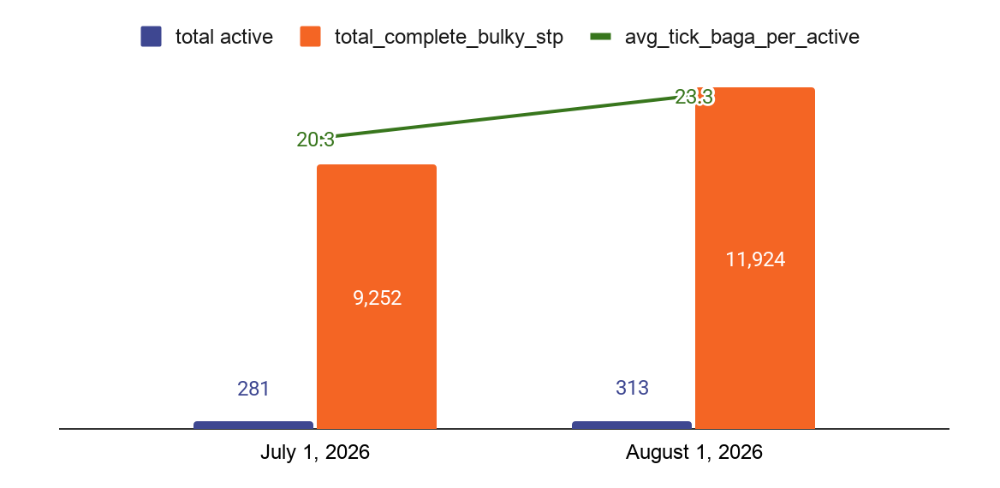 total active total_complete_bulky_stp avg_tick_baga_per_active
23.3
20.3
11,924
9,252
281 313
July 1, 2026 August 1, 2026